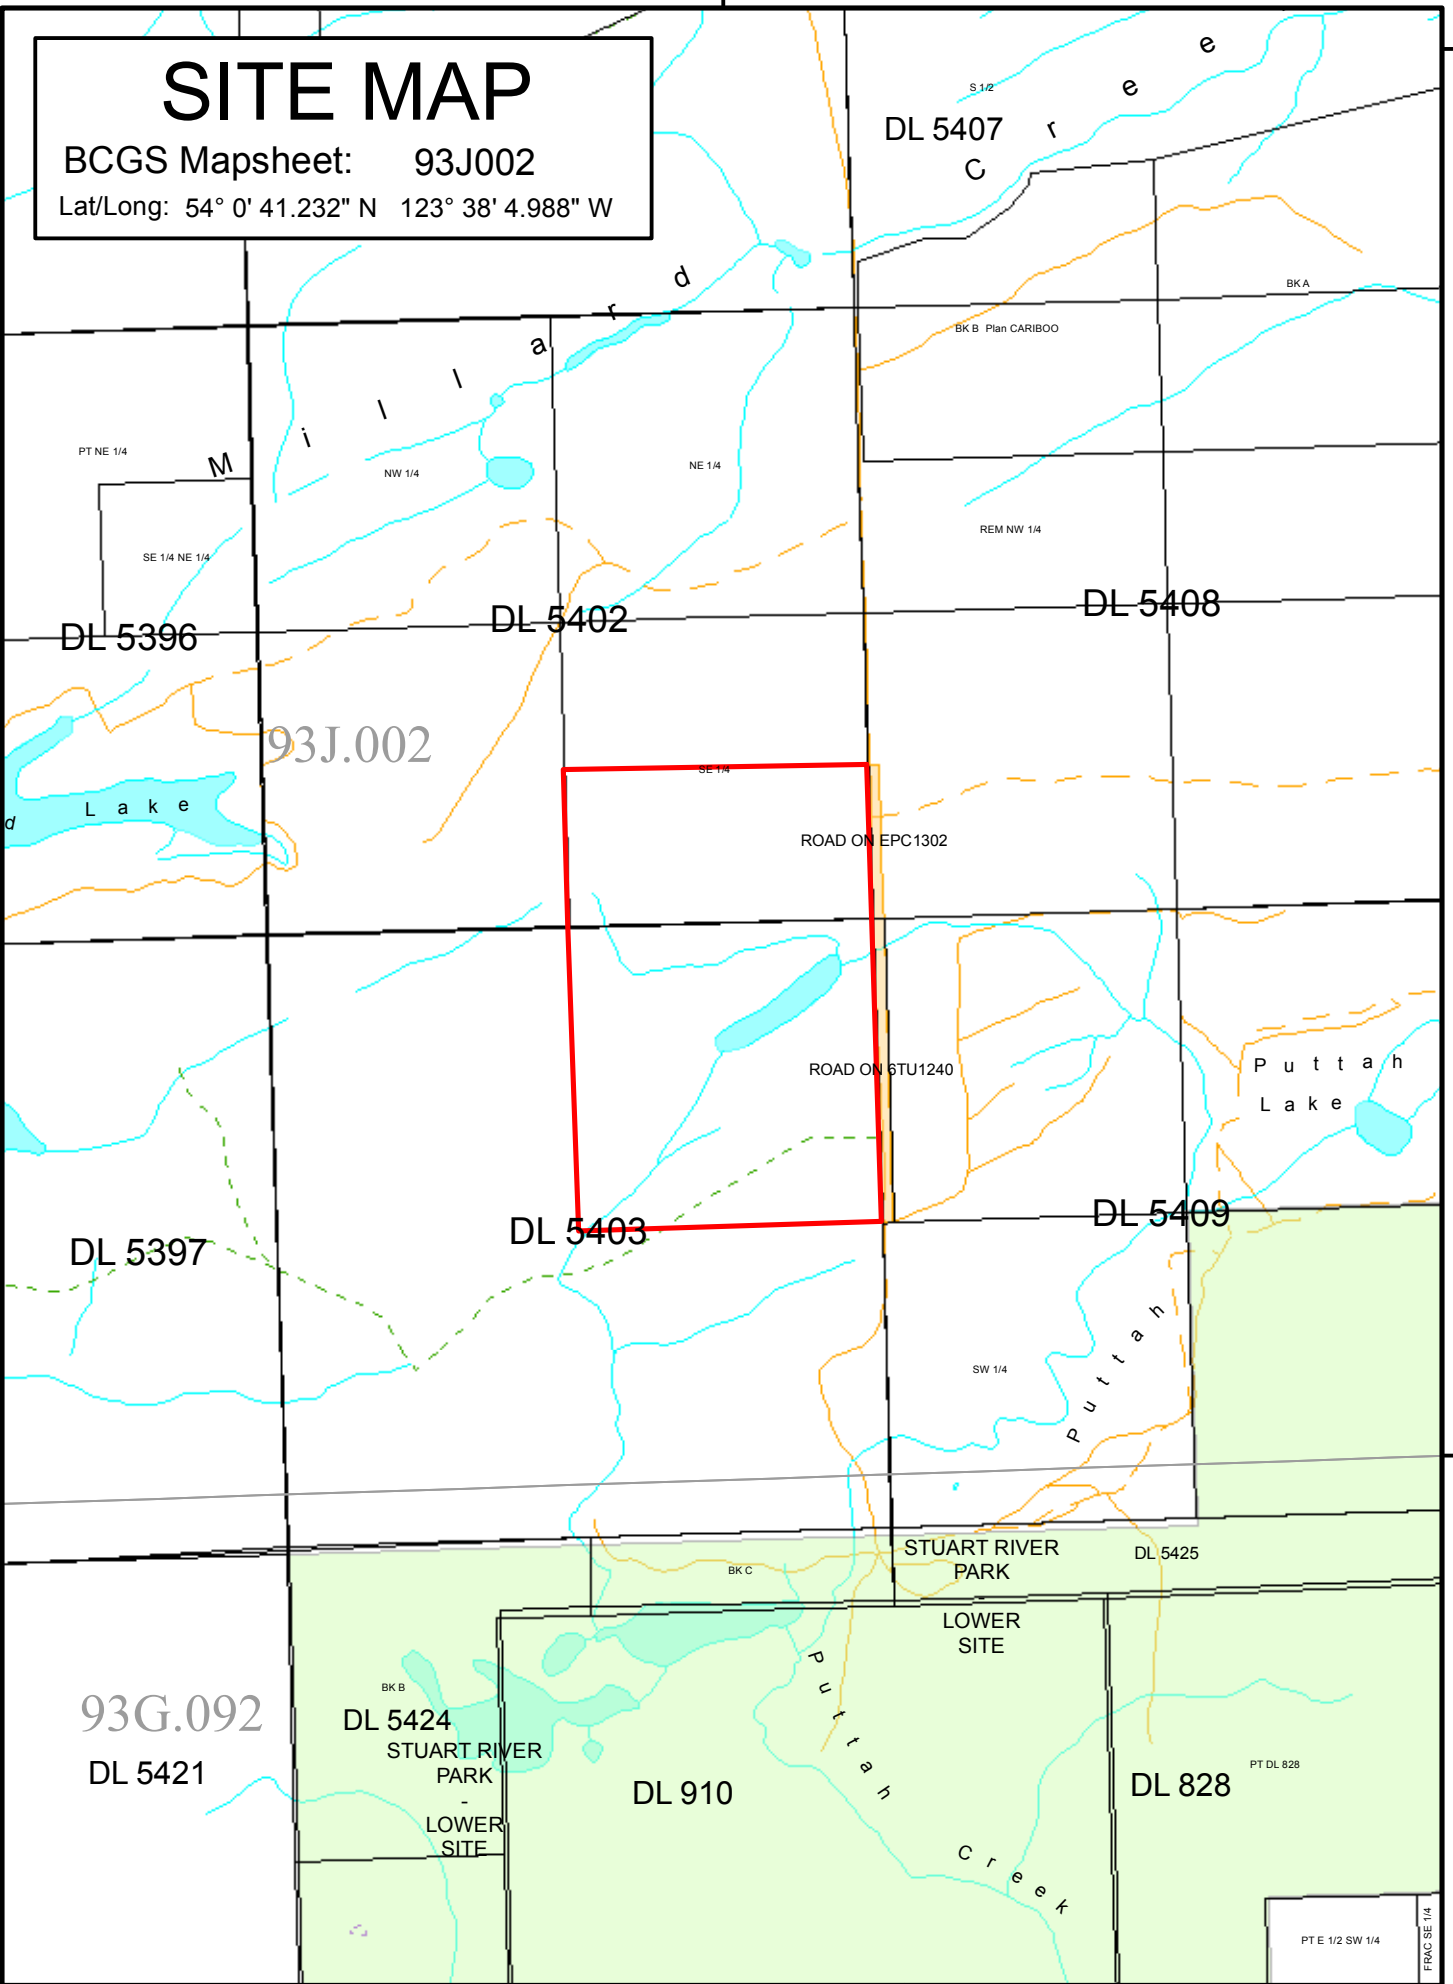 SITE MAP
BCGS Mapsheet: 93J002
Lat/Long: 54° 0' 41.232" N 123° 38' 4.988" W
S 1/2
DL 5407
Millard Creek
BK A
BK B Plan CARIBOO
PT NE 1/4
NW 1/4
NE 1/4
REM NW 1/4
SE 1/4 NE 1/4
DL 5396
DL 5402
DL 5408
93J.002
SE 1/4
d Lake
ROAD ON EPC1302
ROAD ON 6TU1240
Puttah
Lake
DL 5397
DL 5403
DL 5409
SW 1/4
Puttah
STUART RIVER
PARK
DL 5425
BK C
LOWER
SITE
BK B
93G.092
DL 5424
STUART RIVER
PARK
-
LOWER
SITE
DL 5421
DL 910
Puttah Creek
DL 828
PT DL 828
PT E 1/2 SW 1/4
FRAC SE 1/4